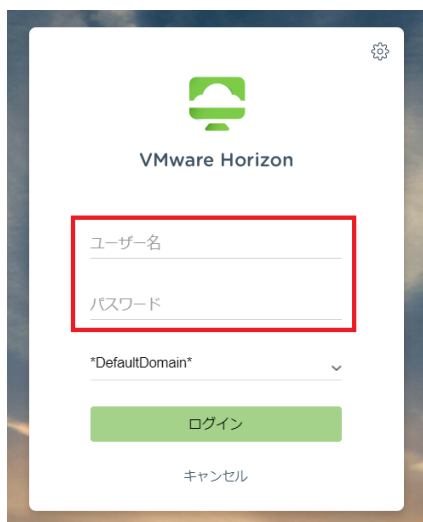 VMware Horizon
ユーザー名
パスワード
*DefaultDomain*
ログイン
キャンセル